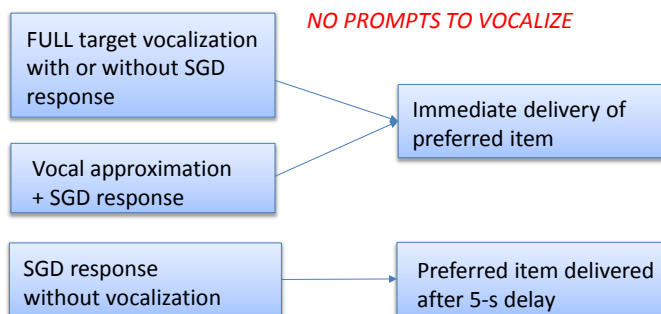 NO PROMPTS TO VOCALIZE
FULL target vocalization
with or without SGD
response
Immediate delivery of
preferred item
Vocal approximation
+ SGD response
SGD response
without vocalization
Preferred item delivered
after 5-s delay